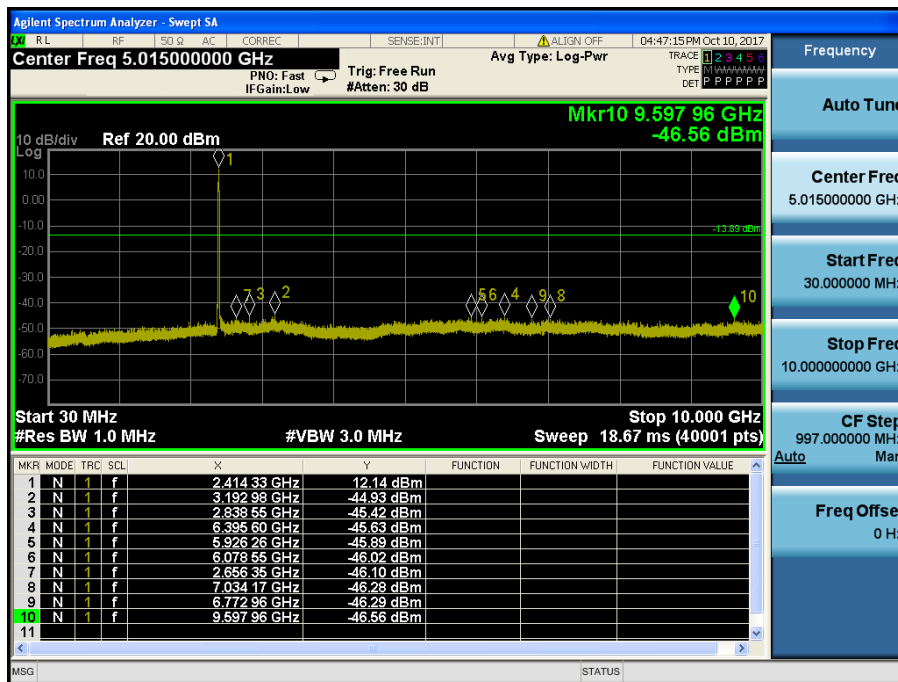 Agilent Spectrum Analyzer - Swept SA
LXI RL RF 50 Ω AC CORREC SENSE:INT ALIGN OFF 04:47:15 PM Oct 10, 2017
Center Freq 5.015000000 GHz
PNO: Fast
IFGain:Low
Trig: Free Run
#Atten: 30 dB
Avg Type: Log-Pwr
TRACE 1 2 3 4 5 6
TYPE M W W W W W
DET P P P P P P
Mkr10 9.597 96 GHz
-46.56 dBm
10 dB/div Ref 20.00 dBm
Log
10.0
0.00
-10.0
-20.0
-30.0
-40.0
-50.0
-60.0
-70.0
-13.89 dBm
1
7 3 2 5 6 4 9 8 10
Start 30 MHz Stop 10.000 GHz
#Res BW 1.0 MHz #VBW 3.0 MHz Sweep 18.67 ms (40001 pts)
MKR MODE TRC SCL X Y FUNCTION FUNCTION WIDTH FUNCTION VALUE
1 N 1 f 2.414 33 GHz 12.14 dBm
2 N 1 f 3.192 98 GHz -44.93 dBm
3 N 1 f 2.838 55 GHz -45.42 dBm
4 N 1 f 6.395 60 GHz -45.63 dBm
5 N 1 f 5.926 26 GHz -45.89 dBm
6 N 1 f 6.078 55 GHz -46.02 dBm
7 N 1 f 2.656 35 GHz -46.10 dBm
8 N 1 f 7.034 17 GHz -46.28 dBm
9 N 1 f 6.772 96 GHz -46.29 dBm
10 N 1 f 9.597 96 GHz -46.56 dBm
11
MSG STATUS
Frequency
Auto Tun
Center Fre
5.015000000 GH
Start Fre
30.000000 MH
Stop Fre
10.000000000 GH
CF Step
997.000000 MH
Auto Ma
Freq Offse
0 H